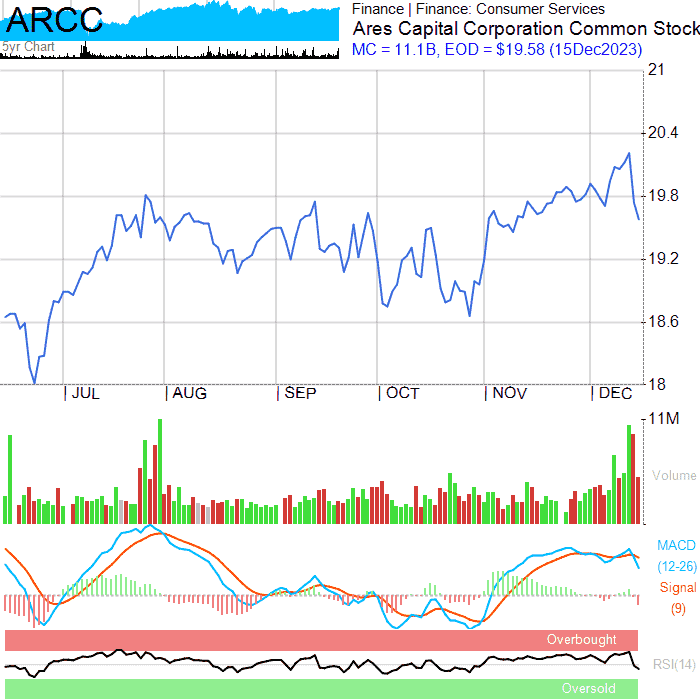 ARCC
5yr Chart
Finance | Finance: Consumer Services
Ares Capital Corporation Common Stock
MC = 11.1B, EOD = $19.58 (15Dec2023)
21
20.4
19.8
19.2
18.6
18
JUL AUG SEP OCT NOV DEC
11M
Volume
MACD
(12-26)
Signal
(9)
Overbought
RSI(14)
Oversold